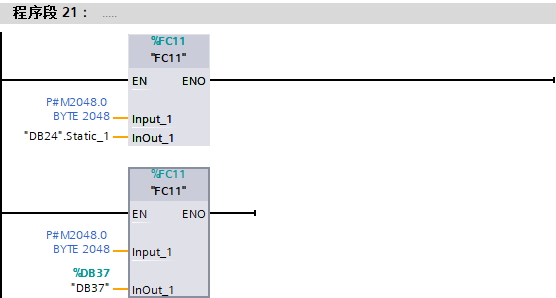 程序段 21： .....
%FC11
"FC11"
EN ENO
P#M2048.0
BYTE 2048 Input_1
"DB24".Static_1 InOut_1
%FC11
"FC11"
EN ENO
P#M2048.0
BYTE 2048 Input_1
%DB37
"DB37" InOut_1